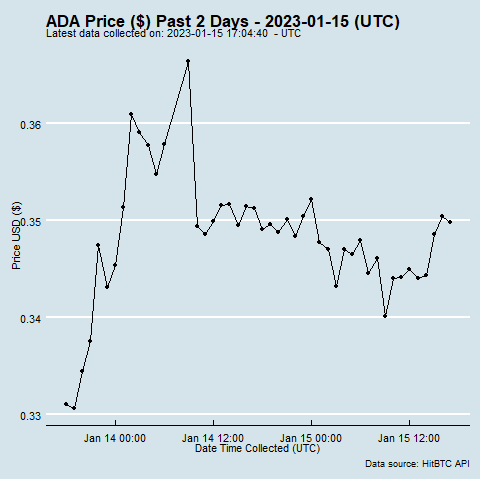 ADA Price ($) Past 2 Days - 2023-01-15 (UTC)
Latest data collected on: 2023-01-15 17:04:40  - UTC
0.36
0.35
0.34
0.33
Price USD ($)
Jan 14 00:00
Jan 14 12:00
Jan 15 00:00
Jan 15 12:00
Date Time Collected (UTC)
Data source: HitBTC API